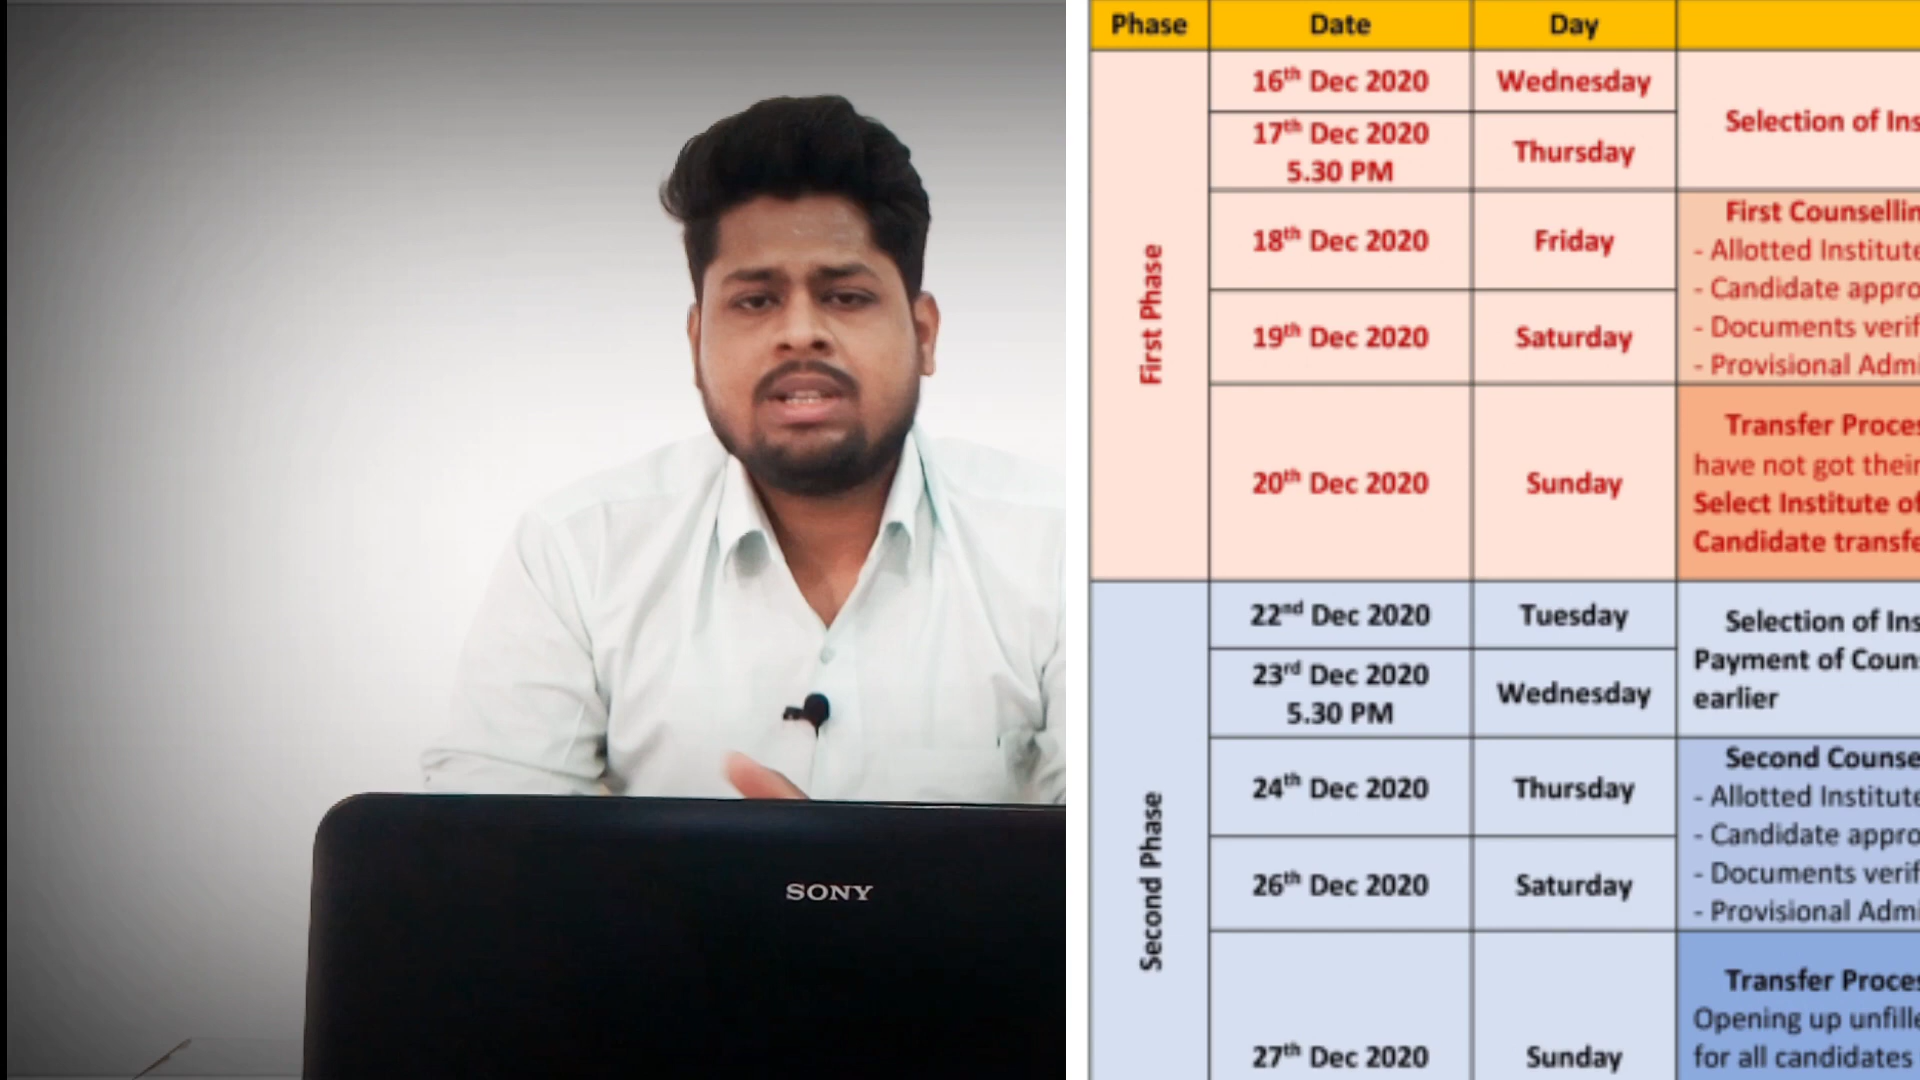 SONY
Phase Date Day
First Phase
16th Dec 2020 Wednesday
17th Dec 2020
5.30 PM
Thursday
Selection of Ins
18th Dec 2020 Friday
19th Dec 2020 Saturday
First Counsellin
- Allotted Institute
- Candidate appro
- Documents verif
- Provisional Admi
20th Dec 2020 Sunday
Transfer Proces
have not got their
Select Institute of
Candidate transfe
Second Phase
22nd Dec 2020 Tuesday
23rd Dec 2020
5.30 PM
Wednesday
Selection of Ins
Payment of Couns
earlier
24th Dec 2020 Thursday
26th Dec 2020 Saturday
Second Counse
- Allotted Institute
- Candidate appro
- Documents verif
- Provisional Admi
27th Dec 2020 Sunday
Transfer Proces
Opening up unfille
for all candidates